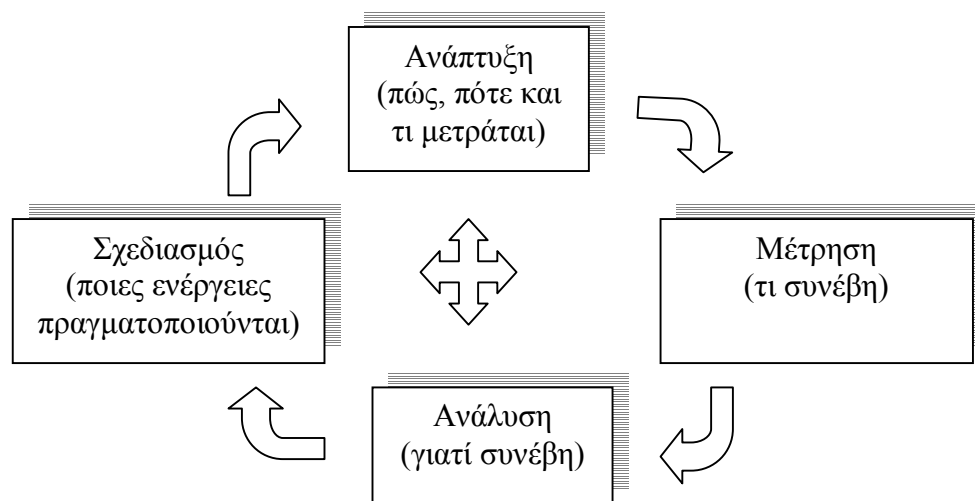 Ανάπτυξη
(πώς, πότε και
τι μετράται)
Σχεδιασμός
(ποιες ενέργειες
πραγματοποιούνται)
Μέτρηση
(τι συνέβη)
Ανάλυση
(γιατί συνέβη)